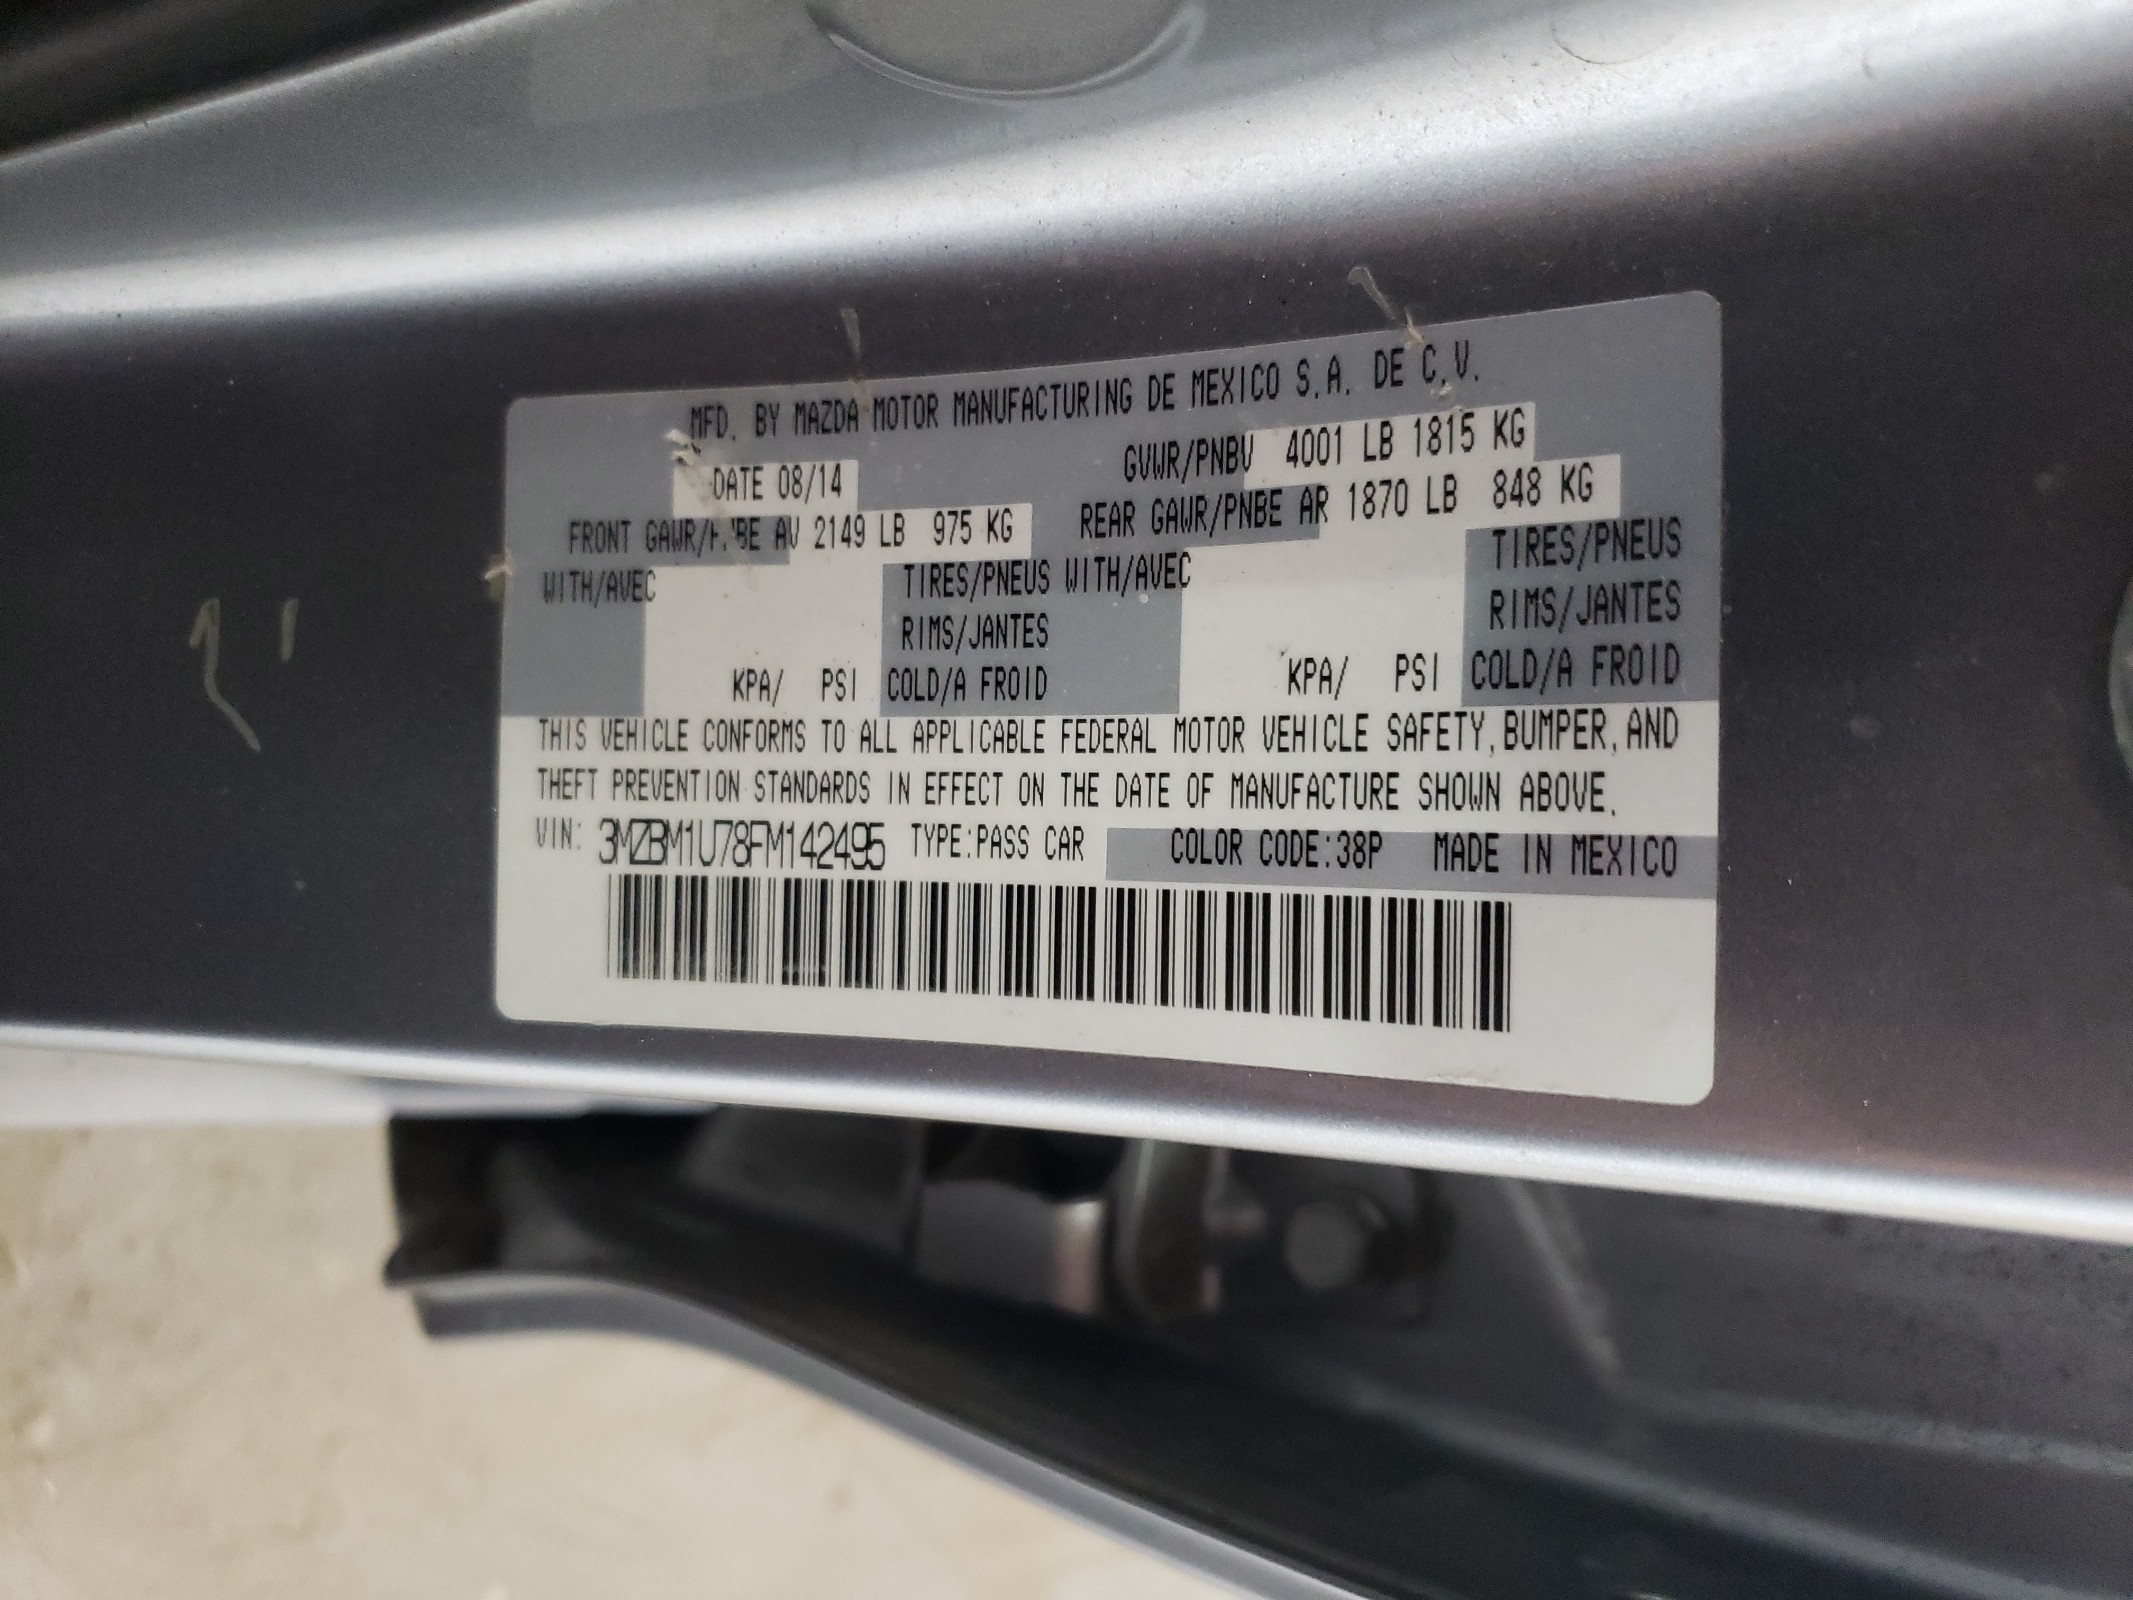 MFD. BY MAZDA MOTOR MANUFACTURING DE MEXICO S.A. DE C.V.
DATE 08/14 GVWR/PNBV 4001 LB 1815 KG
FRONT GAWR/PNBE AV 2149 LB 975 KG REAR GAWR/PNBE AR 1870 LB 848 KG
WITH/AVEC TIRES/PNEUS WITH/AVEC TIRES/PNEUS
RIMS/JANTES RIMS/JANTES
KPA/ PSI COLD/A FROID KPA/ PSI COLD/A FROID
THIS VEHICLE CONFORMS TO ALL APPLICABLE FEDERAL MOTOR VEHICLE SAFETY, BUMPER, AND
THEFT PREVENTION STANDARDS IN EFFECT ON THE DATE OF MANUFACTURE SHOWN ABOVE.
VIN: 3MZBM1U78FM142495 TYPE:PASS CAR COLOR CODE:38P MADE IN MEXICO